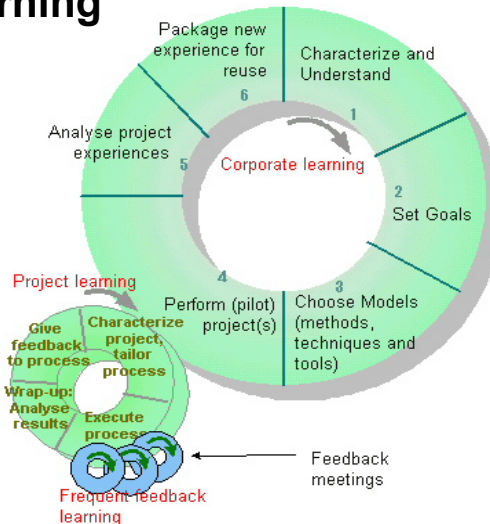 rning
Package new
experience for
reuse
6
Characterize and
Understand
1
Analyse project
experiences
5
Corporate learning
2
Set Goals
4
3
Perform (pilot)
project(s)
Choose Models
(methods,
techniques and
tools)
Project learning
Give
feedback
to process
Characterize
project,
tailor
process
Wrap-up:
Analyse
results
Execute
process
Feedback
meetings
Frequent feedback
learning